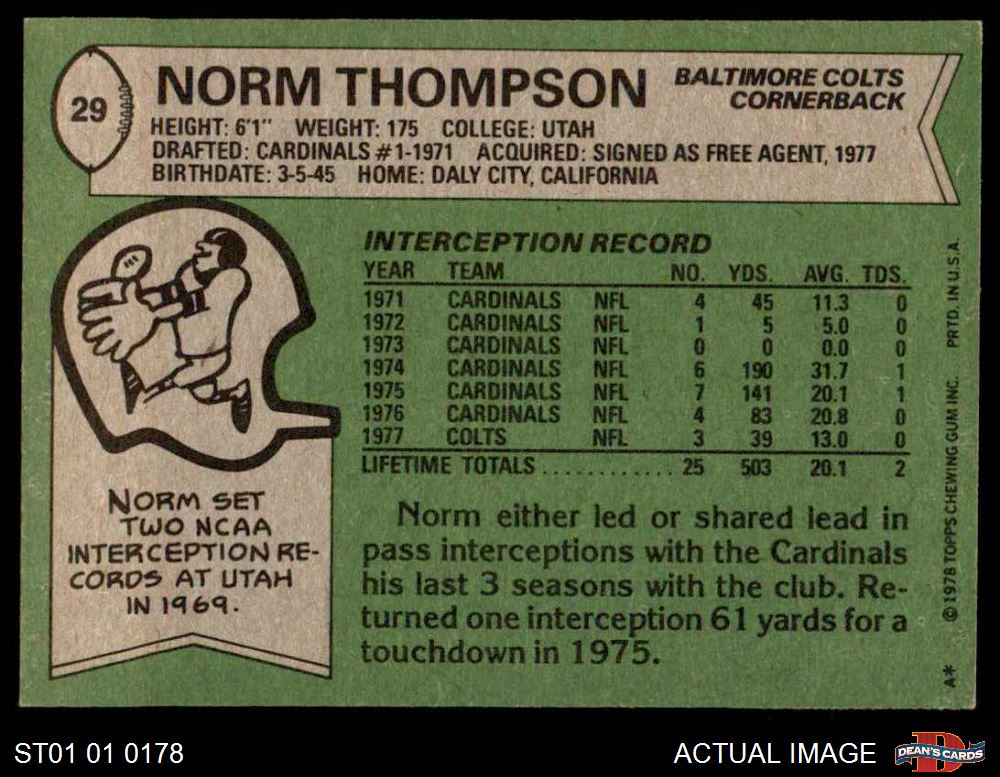 29
NORM THOMPSON
BALTIMORE COLTS
CORNERBACK
HEIGHT: 6'1" WEIGHT: 175 COLLEGE: UTAH
DRAFTED: CARDINALS #1-1971 ACQUIRED: SIGNED AS FREE AGENT, 1977
BIRTHDATE: 3-5-45 HOME: DALY CITY, CALIFORNIA
INTERCEPTION RECORD
YEAR TEAM NO. YDS. AVG. TDS.
1971 CARDINALS NFL 4 45 11.3 0
1972 CARDINALS NFL 1 5 5.0 0
1973 CARDINALS NFL 0 0 0.0 0
1974 CARDINALS NFL 6 190 31.7 1
1975 CARDINALS NFL 7 141 20.1 1
1976 CARDINALS NFL 4 83 20.8 0
1977 COLTS NFL 3 39 13.0 0
LIFETIME TOTALS ............ 25 503 20.1 2
NORM SET
TWO NCAA
INTERCEPTION RE-
CORDS AT UTAH
IN 1969.
Norm either led or shared lead in
pass interceptions with the Cardinals
his last 3 seasons with the club. Re-
turned one interception 61 yards for a
touchdown in 1975.
A* © 1978 TOPPS CHEWING GUM INC. PRTD. IN U.S.A.
ST01 01 0178
ACTUAL IMAGE
D
DEAN'S CARDS